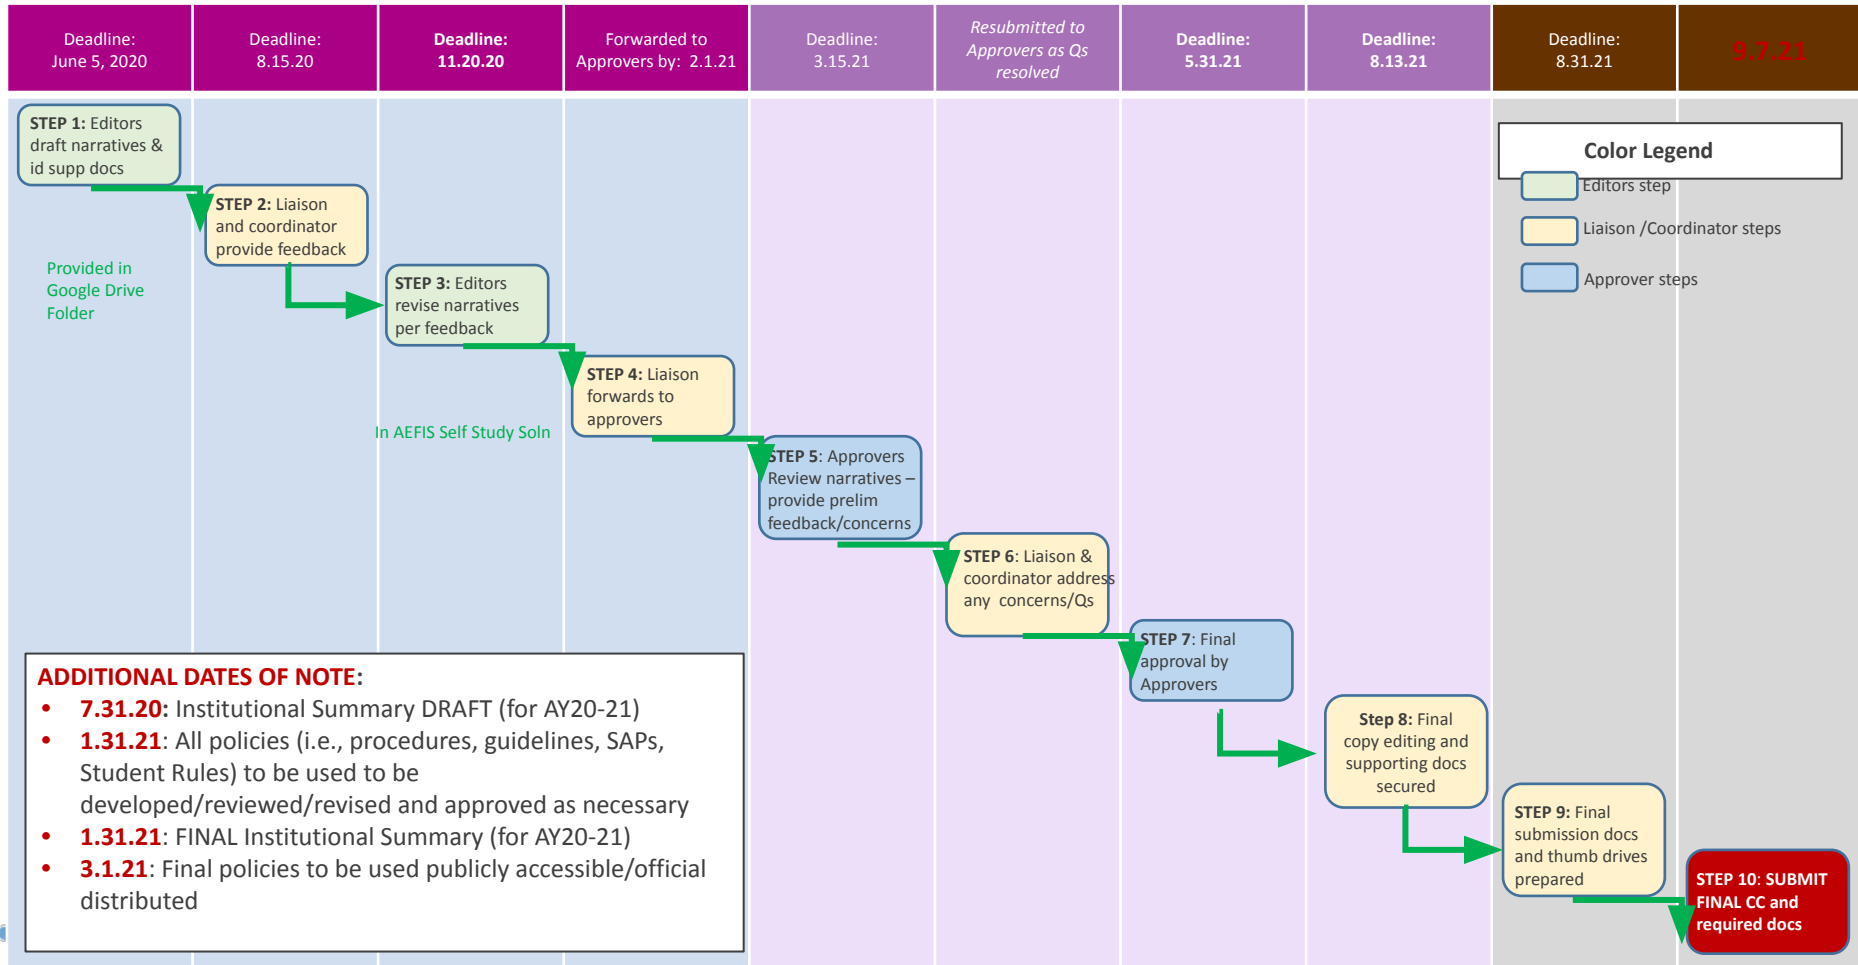 Deadline:
June 5, 2020
Deadline:
8.15.20
Deadline:
11.20.20
Forwarded to
Approvers by: 2.1.21
Deadline:
3.15.21
Resubmitted to
Approvers as Qs
resolved
Deadline:
5.31.21
Deadline:
8.13.21
Deadline:
8.31.21
9.7.21
STEP 1: Editors
draft narratives &
id supp docs
STEP 2: Liaison
and coordinator
provide feedback
Provided in
Google Drive
Folder
STEP 3: Editors
revise narratives
per feedback
STEP 4: Liaison
forwards to
approvers
In AEFIS Self Study Soln
STEP 5: Approvers
Review narratives –
provide prelim
feedback/concerns
STEP 6: Liaison &
coordinator address
any concerns/Qs
STEP 7: Final
approval by
Approvers
Step 8: Final
copy editing and
supporting docs
secured
STEP 9: Final
submission docs
and thumb drives
prepared
STEP 10: SUBMIT
FINAL CC and
required docs
Color Legend
Editors step
Liaison /Coordinator steps
Approver steps
ADDITIONAL DATES OF NOTE:
• 7.31.20: Institutional Summary DRAFT (for AY20-21)
• 1.31.21: All policies (i.e., procedures, guidelines, SAPs,
Student Rules) to be used to be
developed/reviewed/revised and approved as necessary
• 1.31.21: FINAL Institutional Summary (for AY20-21)
• 3.1.21: Final policies to be used publicly accessible/official
distributed